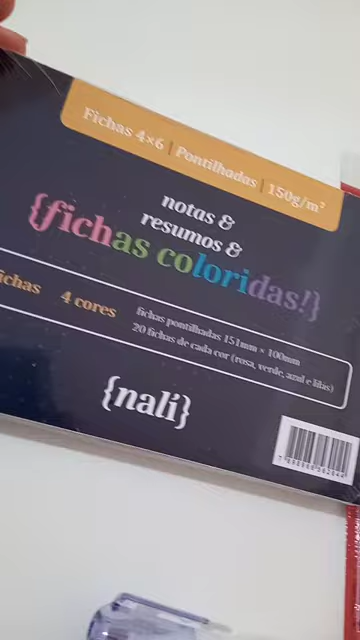 Fichas 4×6 | Pontilhadas | 150g/m²
notas &
resumos &
{fichas coloridas!}
fichas 4 cores
fichas pontilhadas 151mm × 100mm
20 fichas de cada cor (rosa, verde, azul e lilás)
{nali}